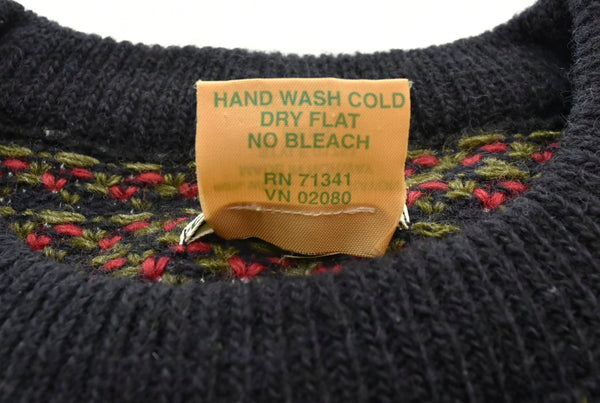 HAND WASH COLD
DRY FLAT
NO BLEACH
RN 71341
VN 02080